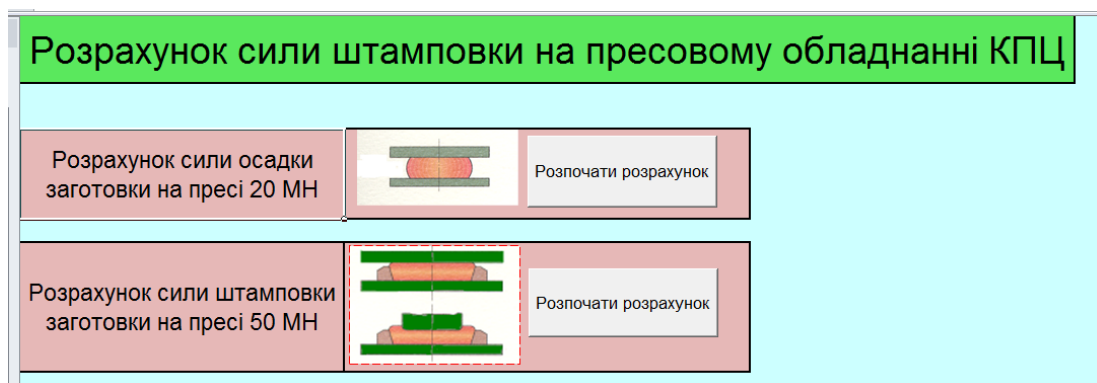 Розрахунок сили штамповки на пресовому обладнанні КПЦ
Розрахунок сили осадки
заготовки на пресі 20 МН
Розпочати розрахунок
Розрахунок сили штамповки
заготовки на пресі 50 МН
Розпочати розрахунок